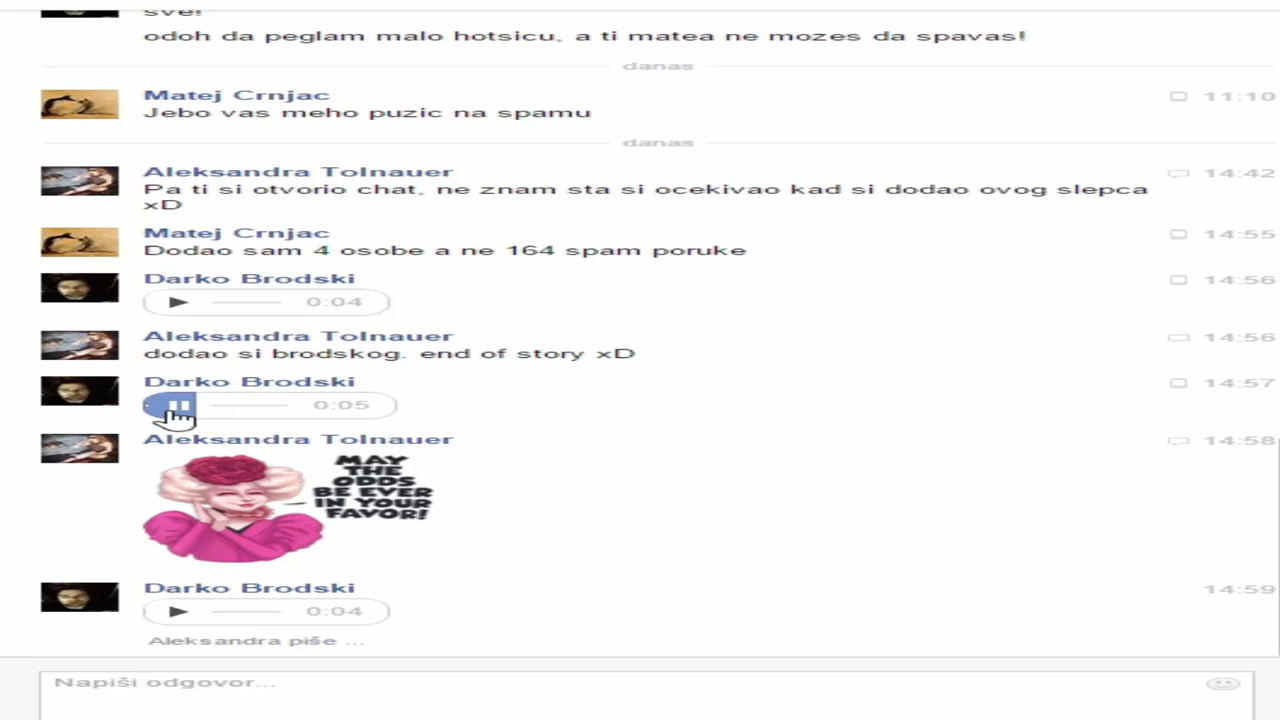 sve!
odoh da peglam malo hotsicu, a ti matea ne mozes da spavas!
danas
Matej Crnjac 11:10
Jebo vas meho puzic na spamu
danas
Aleksandra Tolnauer 14:42
Pa ti si otvorio chat, ne znam sta si ocekivao kad si dodao ovog slepca
xD
Matej Crnjac 14:55
Dodao sam 4 osobe a ne 164 spam poruke
Darko Brodski 14:56
0:04
Aleksandra Tolnauer 14:56
dodao si brodskog. end of story xD
Darko Brodski 14:57
0:05
Aleksandra Tolnauer 14:58
MAY
THE
ODDS
BE EVER
IN YOUR
FAVOR!
Darko Brodski 14:59
0:04
Aleksandra piše ...
Napiši odgovor...